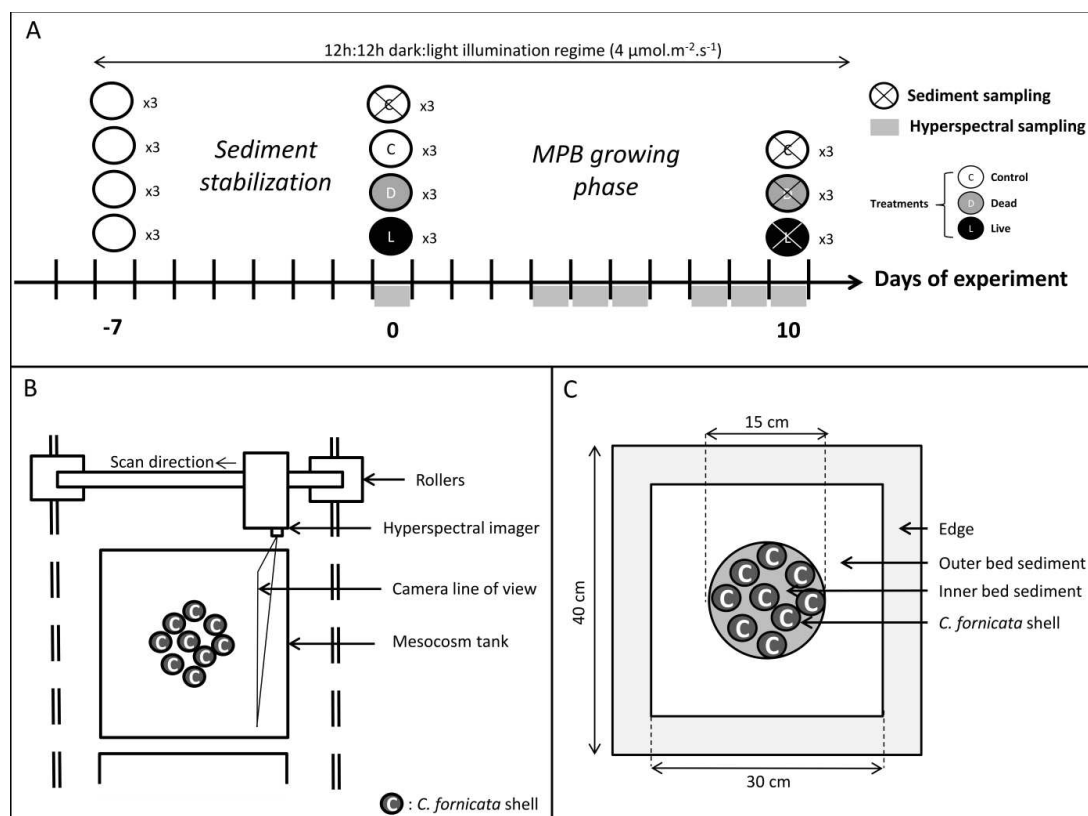 A
12h:12h dark:light illumination regime (4 µmol.m⁻².s⁻¹)
x3
x3
x3
x3
Sediment
stabilization
C x3
C x3
D x3
L x3
MPB growing
phase
C x3
D x3
L x3
Sediment sampling
Hyperspectral sampling
Treatments
C Control
D Dead
L Live
Days of experiment
-7
0
10
B
Scan direction
Rollers
Hyperspectral imager
Camera line of view
Mesocosm tank
C
C
C
C
C
C
C
C
C
C : C. fornicata shell
C
15 cm
40 cm
30 cm
Edge
Outer bed sediment
Inner bed sediment
C. fornicata shell
C
C
C
C
C
C
C
C
C